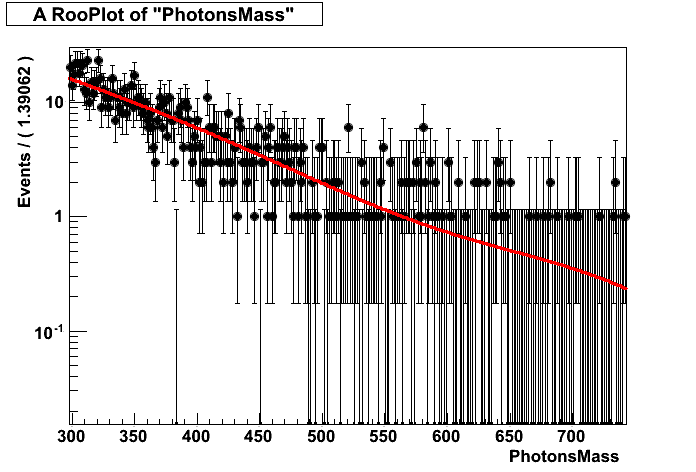 A RooPlot of "PhotonsMass"
Events / ( 1.39062 )
10
1
10-1
300 350 400 450 500 550 600 650 700
PhotonsMass